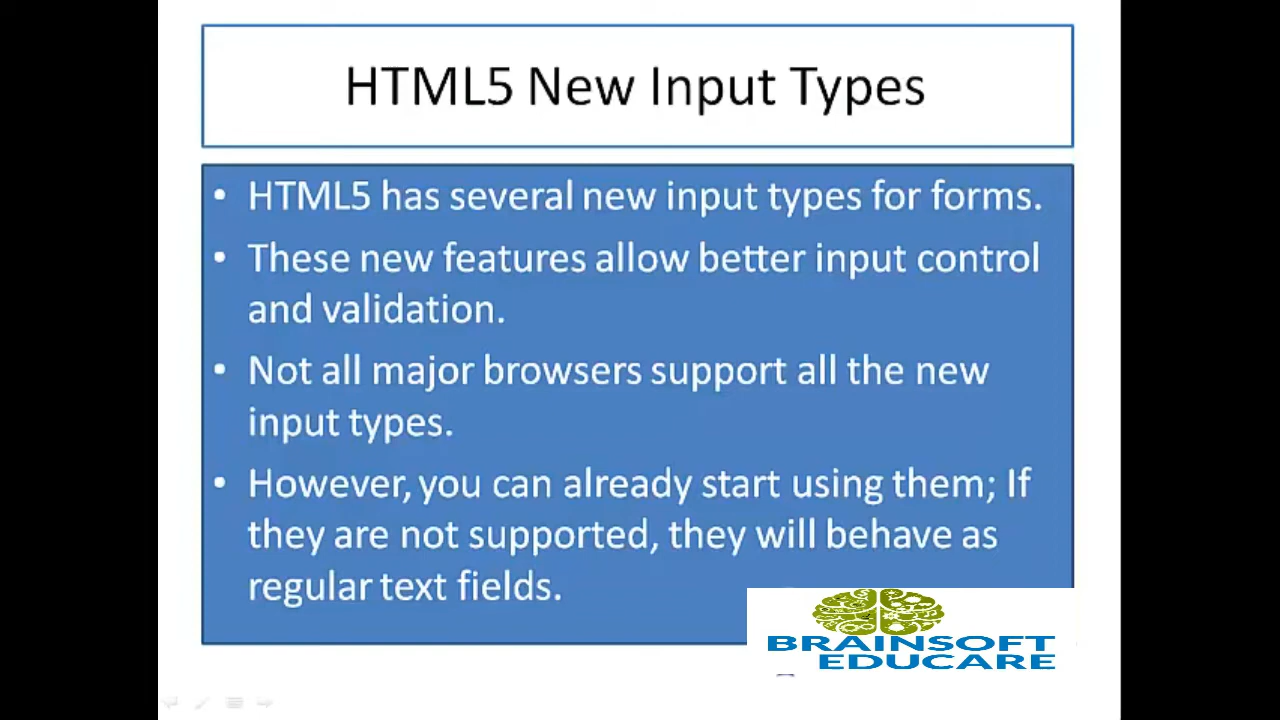 HTML5 New Input Types
• HTML5 has several new input types for forms.
• These new features allow better input control
and validation.
• Not all major browsers support all the new
input types.
• However, you can already start using them; If
they are not supported, they will behave as
regular text fields.
BRAINSOFT
EDUCARE